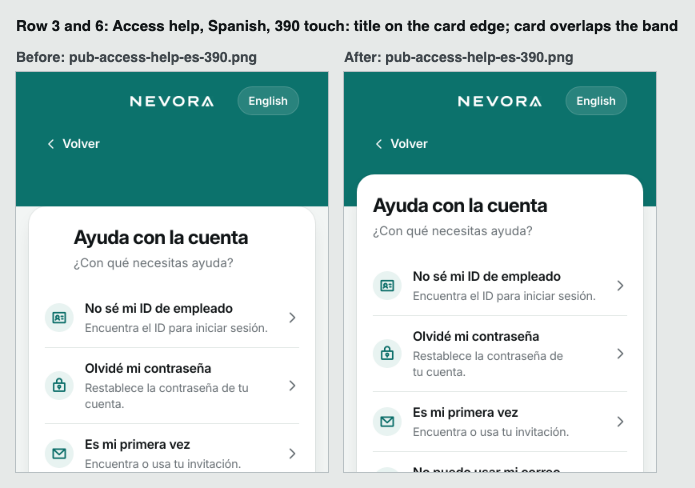 Row 3 and 6: Access help, Spanish, 390 touch: title on the card edge; card overlaps the band
Before: pub-access-help-es-390.png
NEVORA
English
Volver
Ayuda con la cuenta
¿Con qué necesitas ayuda?
No sé mi ID de empleado
Encuentra el ID para iniciar sesión.
Olvidé mi contraseña
Restablece la contraseña de tu
cuenta.
Es mi primera vez
Encuentra o usa tu invitación.
After: pub-access-help-es-390.png
NEVORA
English
Volver
Ayuda con la cuenta
¿Con qué necesitas ayuda?
No sé mi ID de empleado
Encuentra el ID para iniciar sesión.
Olvidé mi contraseña
Restablece la contraseña de
tu cuenta.
Es mi primera vez
Encuentra o usa tu invitación.
No puedo usar mi correo